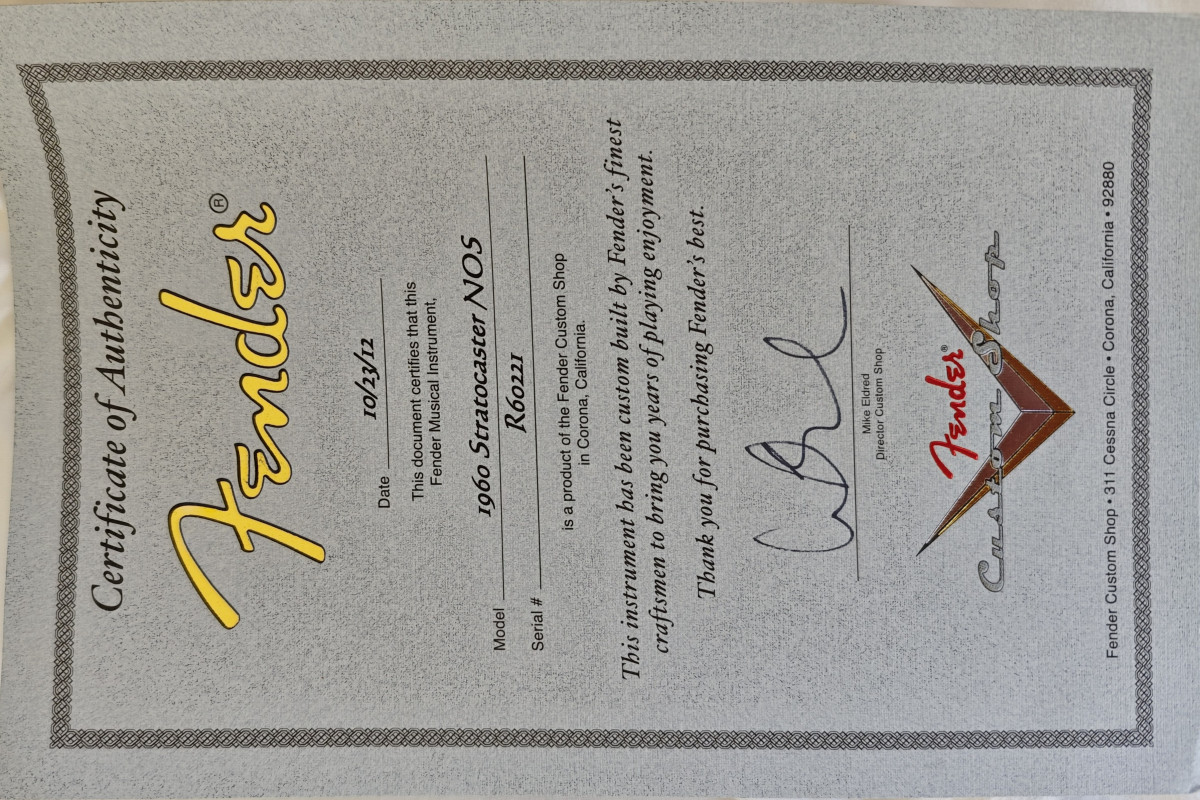 Certificate of Authenticity
Fender®
Date 10/23/12
This document certifies that this
Fender Musical Instrument,
Model 1960 Stratocaster NOS
Serial # R60221
is a product of the Fender Custom Shop
in Corona, California.
This instrument has been custom built by Fender's finest
craftsmen to bring you years of playing enjoyment.
Thank you for purchasing Fender's best.
Mike Eldred
Director Custom Shop
Fender®
Custom Shop
Fender Custom Shop • 311 Cessna Circle • Corona, California • 92880